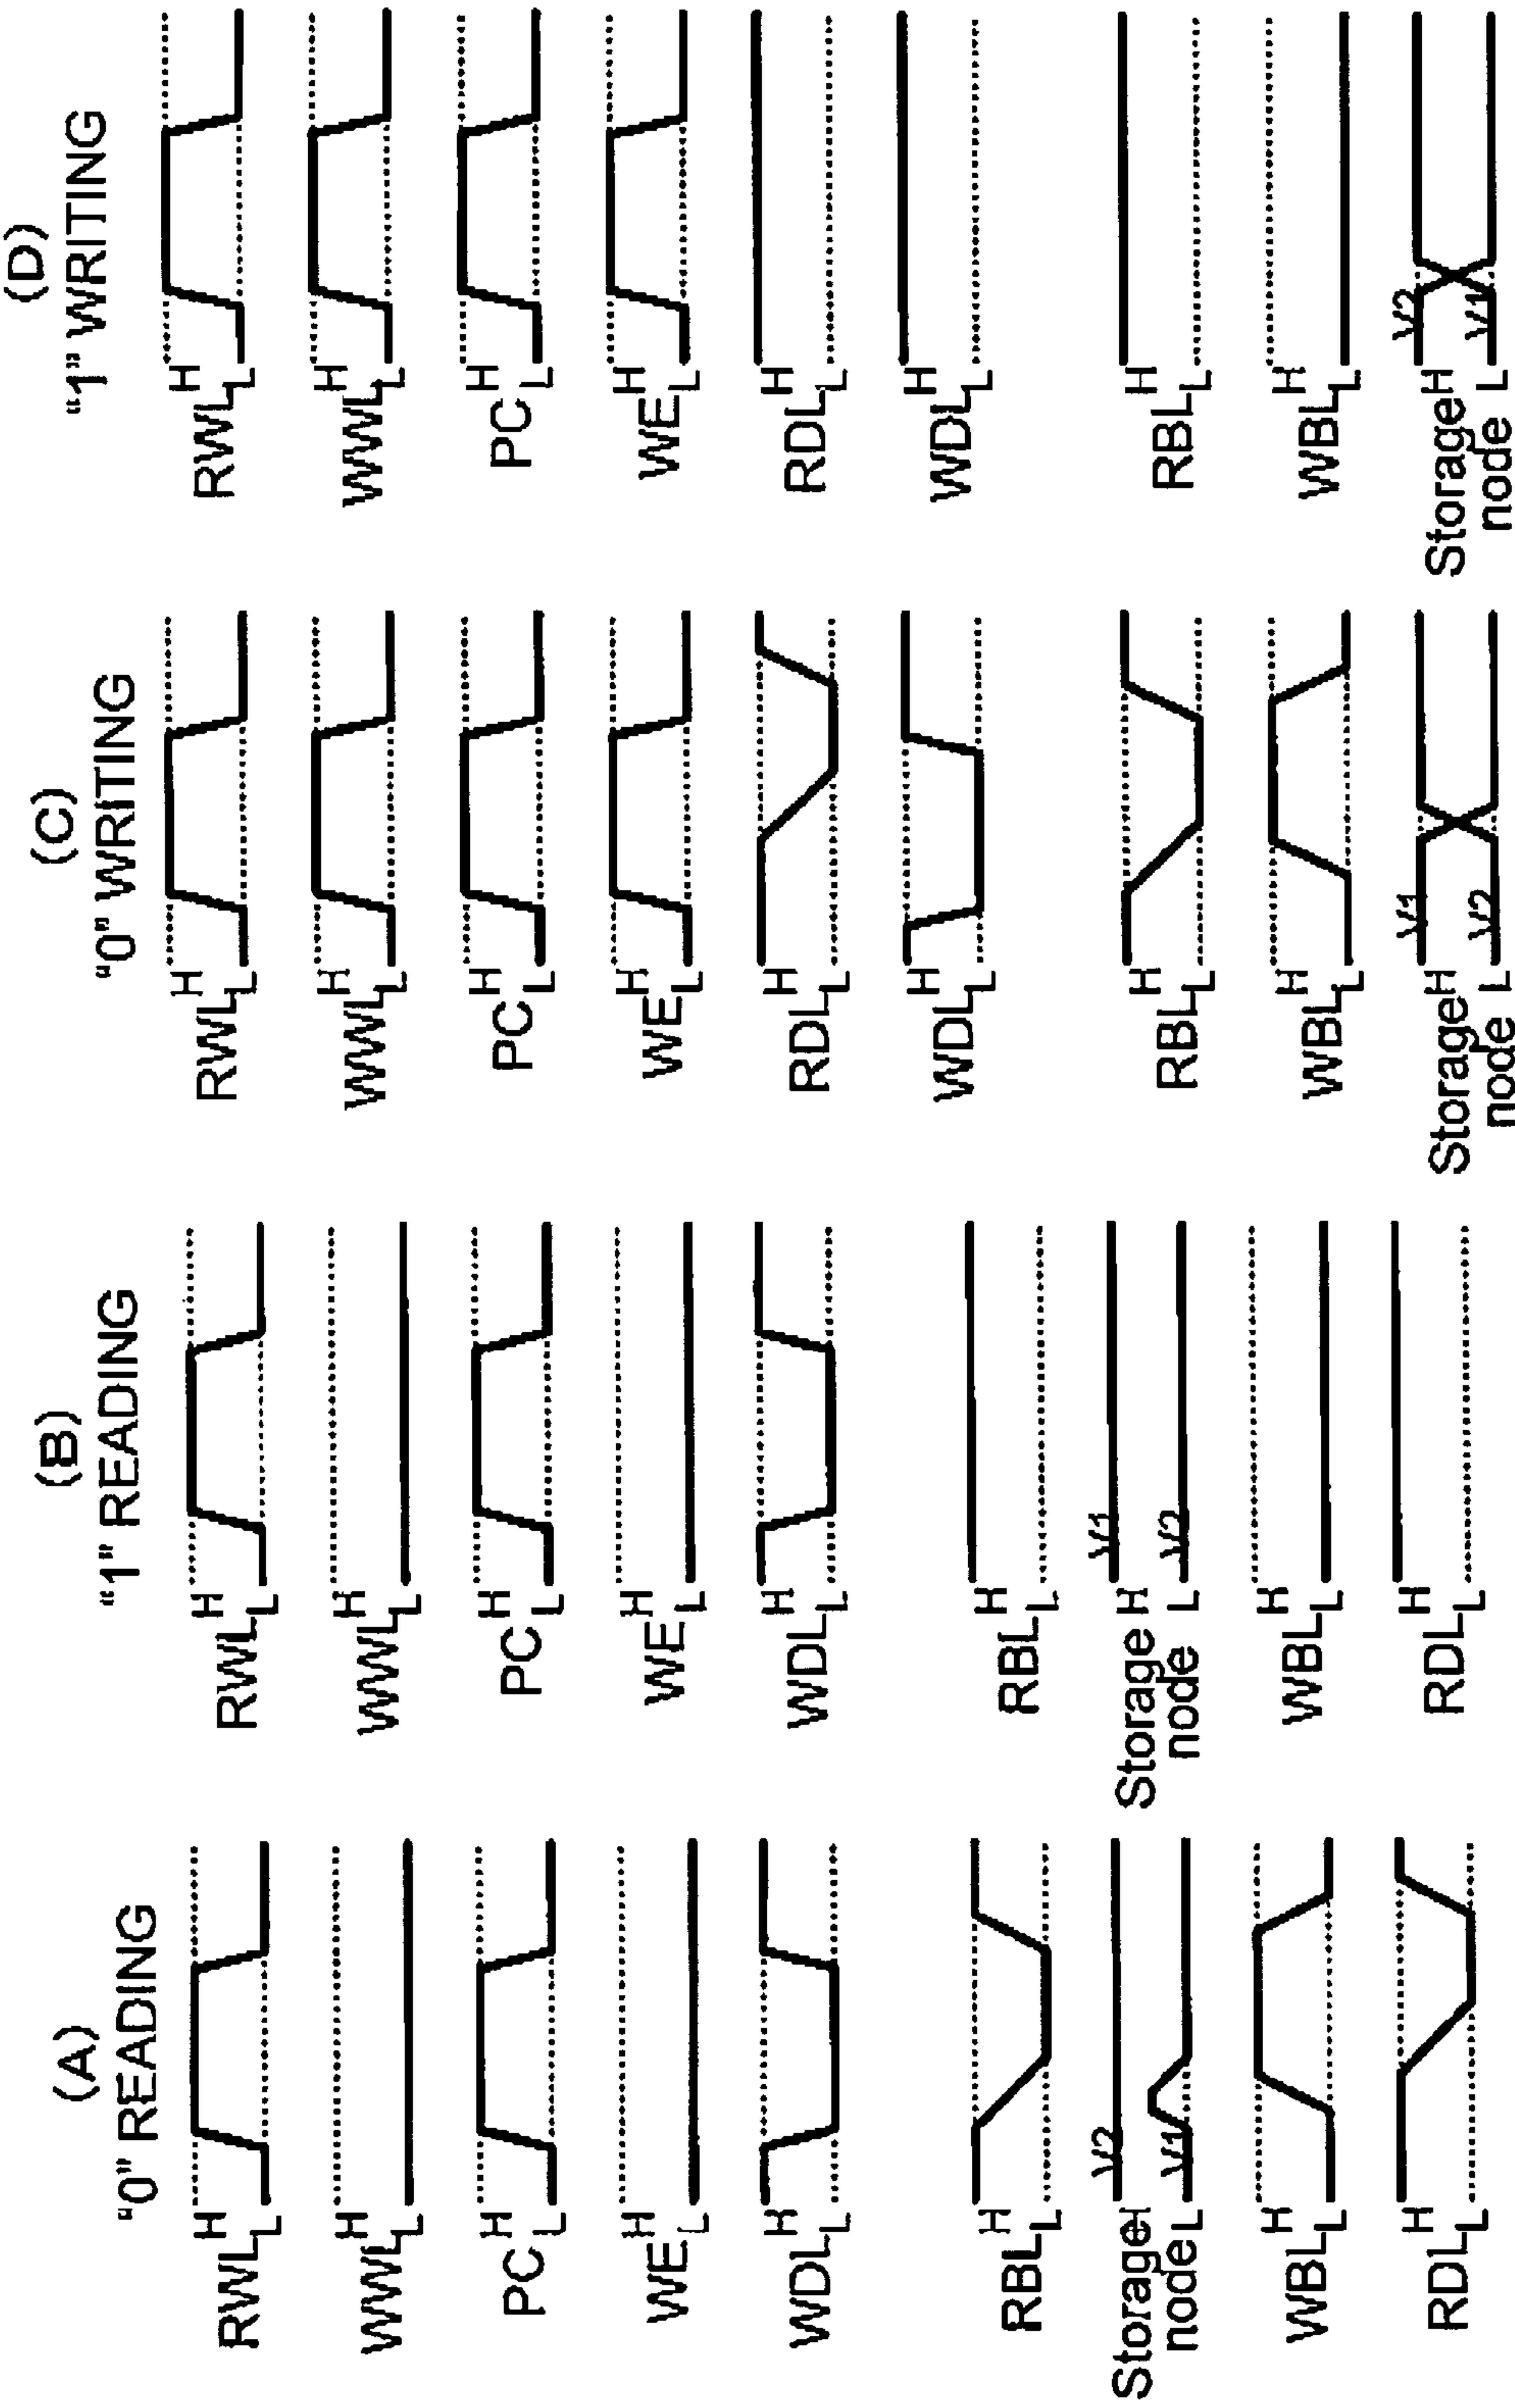 (A)
"0" READING
H
RWL L
H
WWL L
H
PC L
H
WE L
H
WDL L
H
RBL L
Storage H V2
node L V1
H
WBL L
H
RDL L
(B)
"1" READING
H
RWL L
H
WWL L
H
PC L
H
WE L
H
WDL L
H
RBL L
Storage H V1
node L V2
H
WBL L
H
RDL L
(C)
"0" WRITING
H
RWL L
H
WWL L
H
PC L
H
WE L
H
RDL L
H
WDL L
H
RBL L
H
WBL L
Storage H V1
node L V2
(D)
"1" WRITING
H
RWL L
H
WWL L
H
PC L
H
WE L
H
RDL L
H
WDL L
H
RBL L
H
WBL L
Storage H V2
node L V1